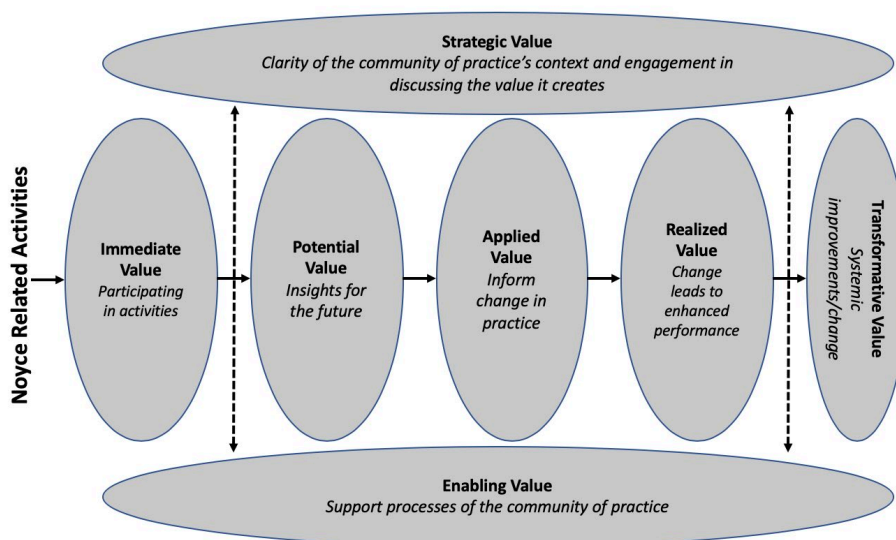 Strategic Value
Clarity of the community of practice's context and engagement in
discussing the value it creates
Noyce Related Activities
Immediate
Value
Participating
in activities
Potential
Value
Insights for
the future
Applied
Value
Inform
change in
practice
Realized
Value
Change
leads to
enhanced
performance
Transformative Value
Systemic
improvements/change
Enabling Value
Support processes of the community of practice